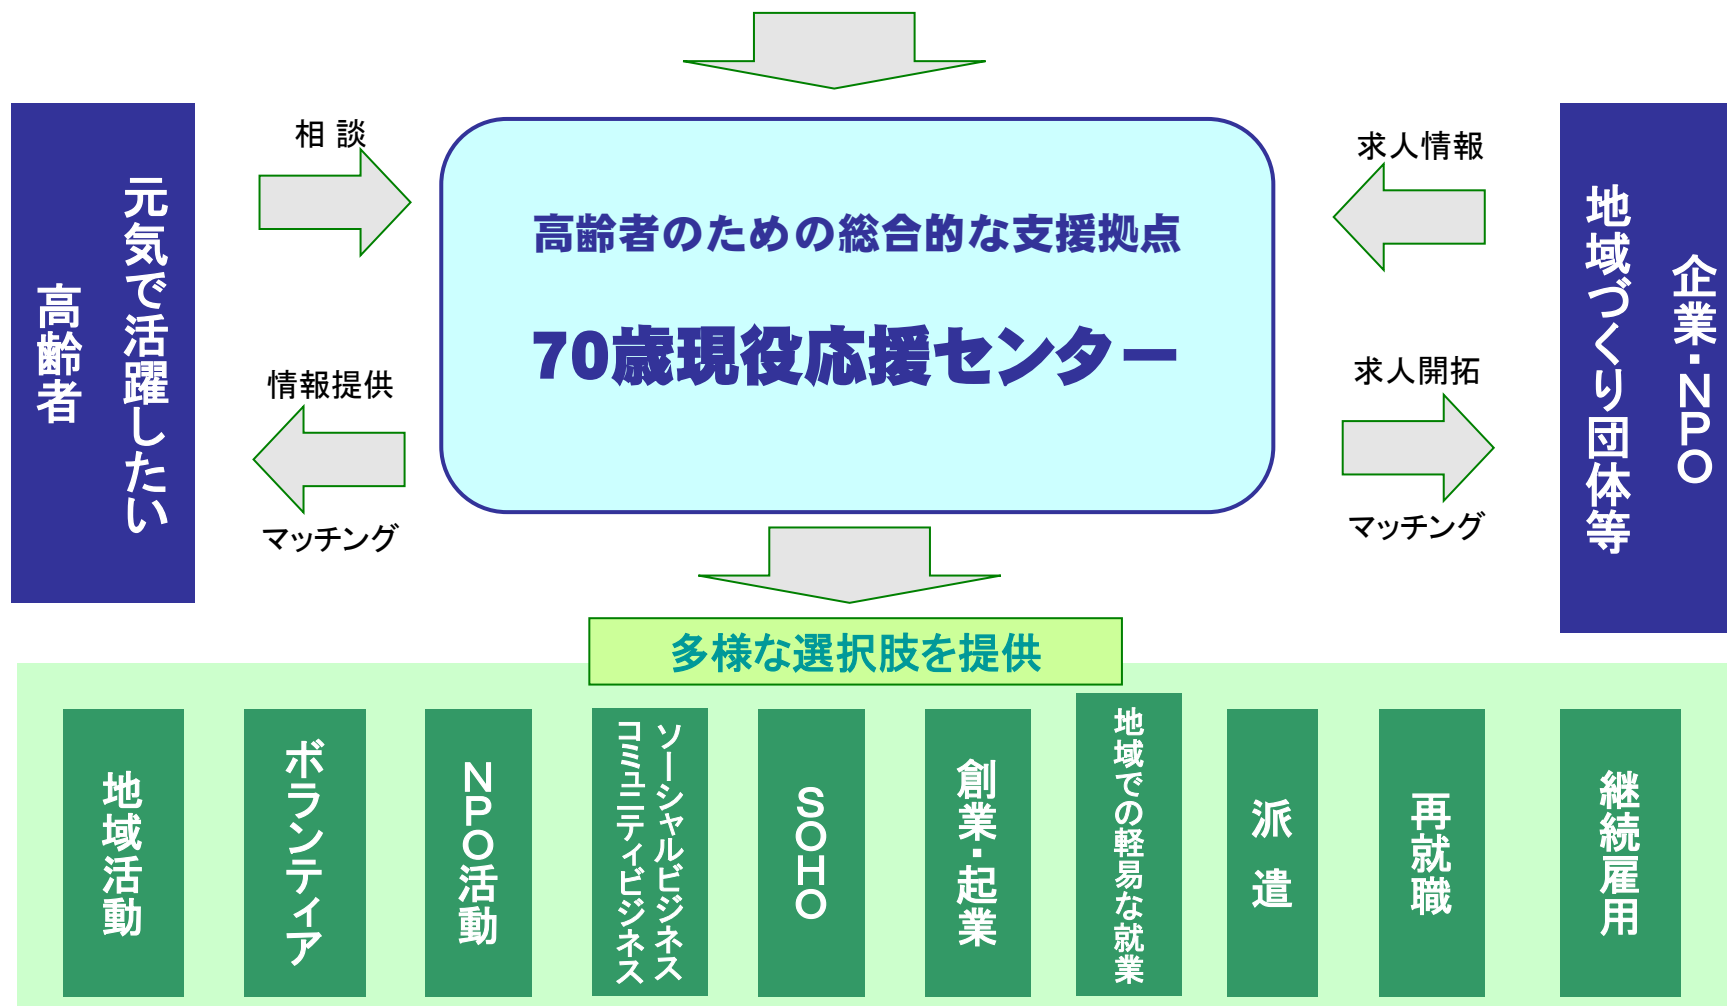 元気で活躍したい
高齢者
相 談
情報提供
マッチング
高齢者のための総合的な支援拠点
70歳現役応援センター
求人情報
求人開拓
マッチング
企業・NPO
地域づくり団体等
多様な選択肢を提供
地域活動
ボランティア
NPO活動
ソーシャルビジネス
コミュニティビジネス
SOHO
創業・起業
地域での軽易な就業
派 遣
再就職
継続雇用